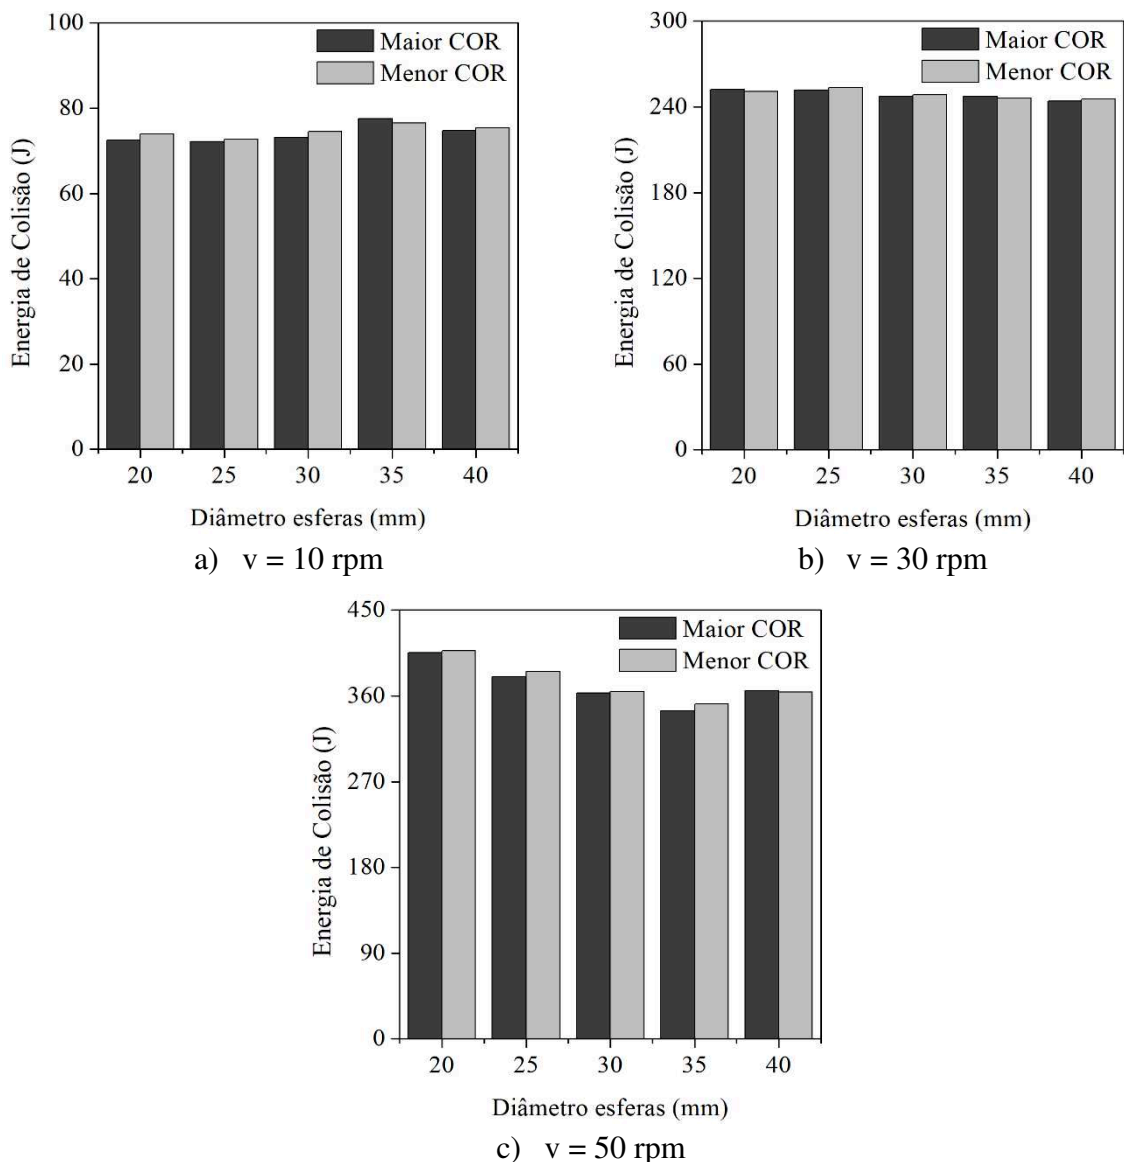 100
80
60
40
20
0
Energia de Colisão (J)
Maior COR
Menor COR
20 25 30 35 40
Diâmetro esferas (mm)
a) v = 10 rpm
300
240
180
120
60
0
Energia de Colisão (J)
Maior COR
Menor COR
20 25 30 35 40
Diâmetro esferas (mm)
b) v = 30 rpm
450
360
270
180
90
0
Energia de Colisão (J)
Maior COR
Menor COR
20 25 30 35 40
Diâmetro esferas (mm)
c) v = 50 rpm